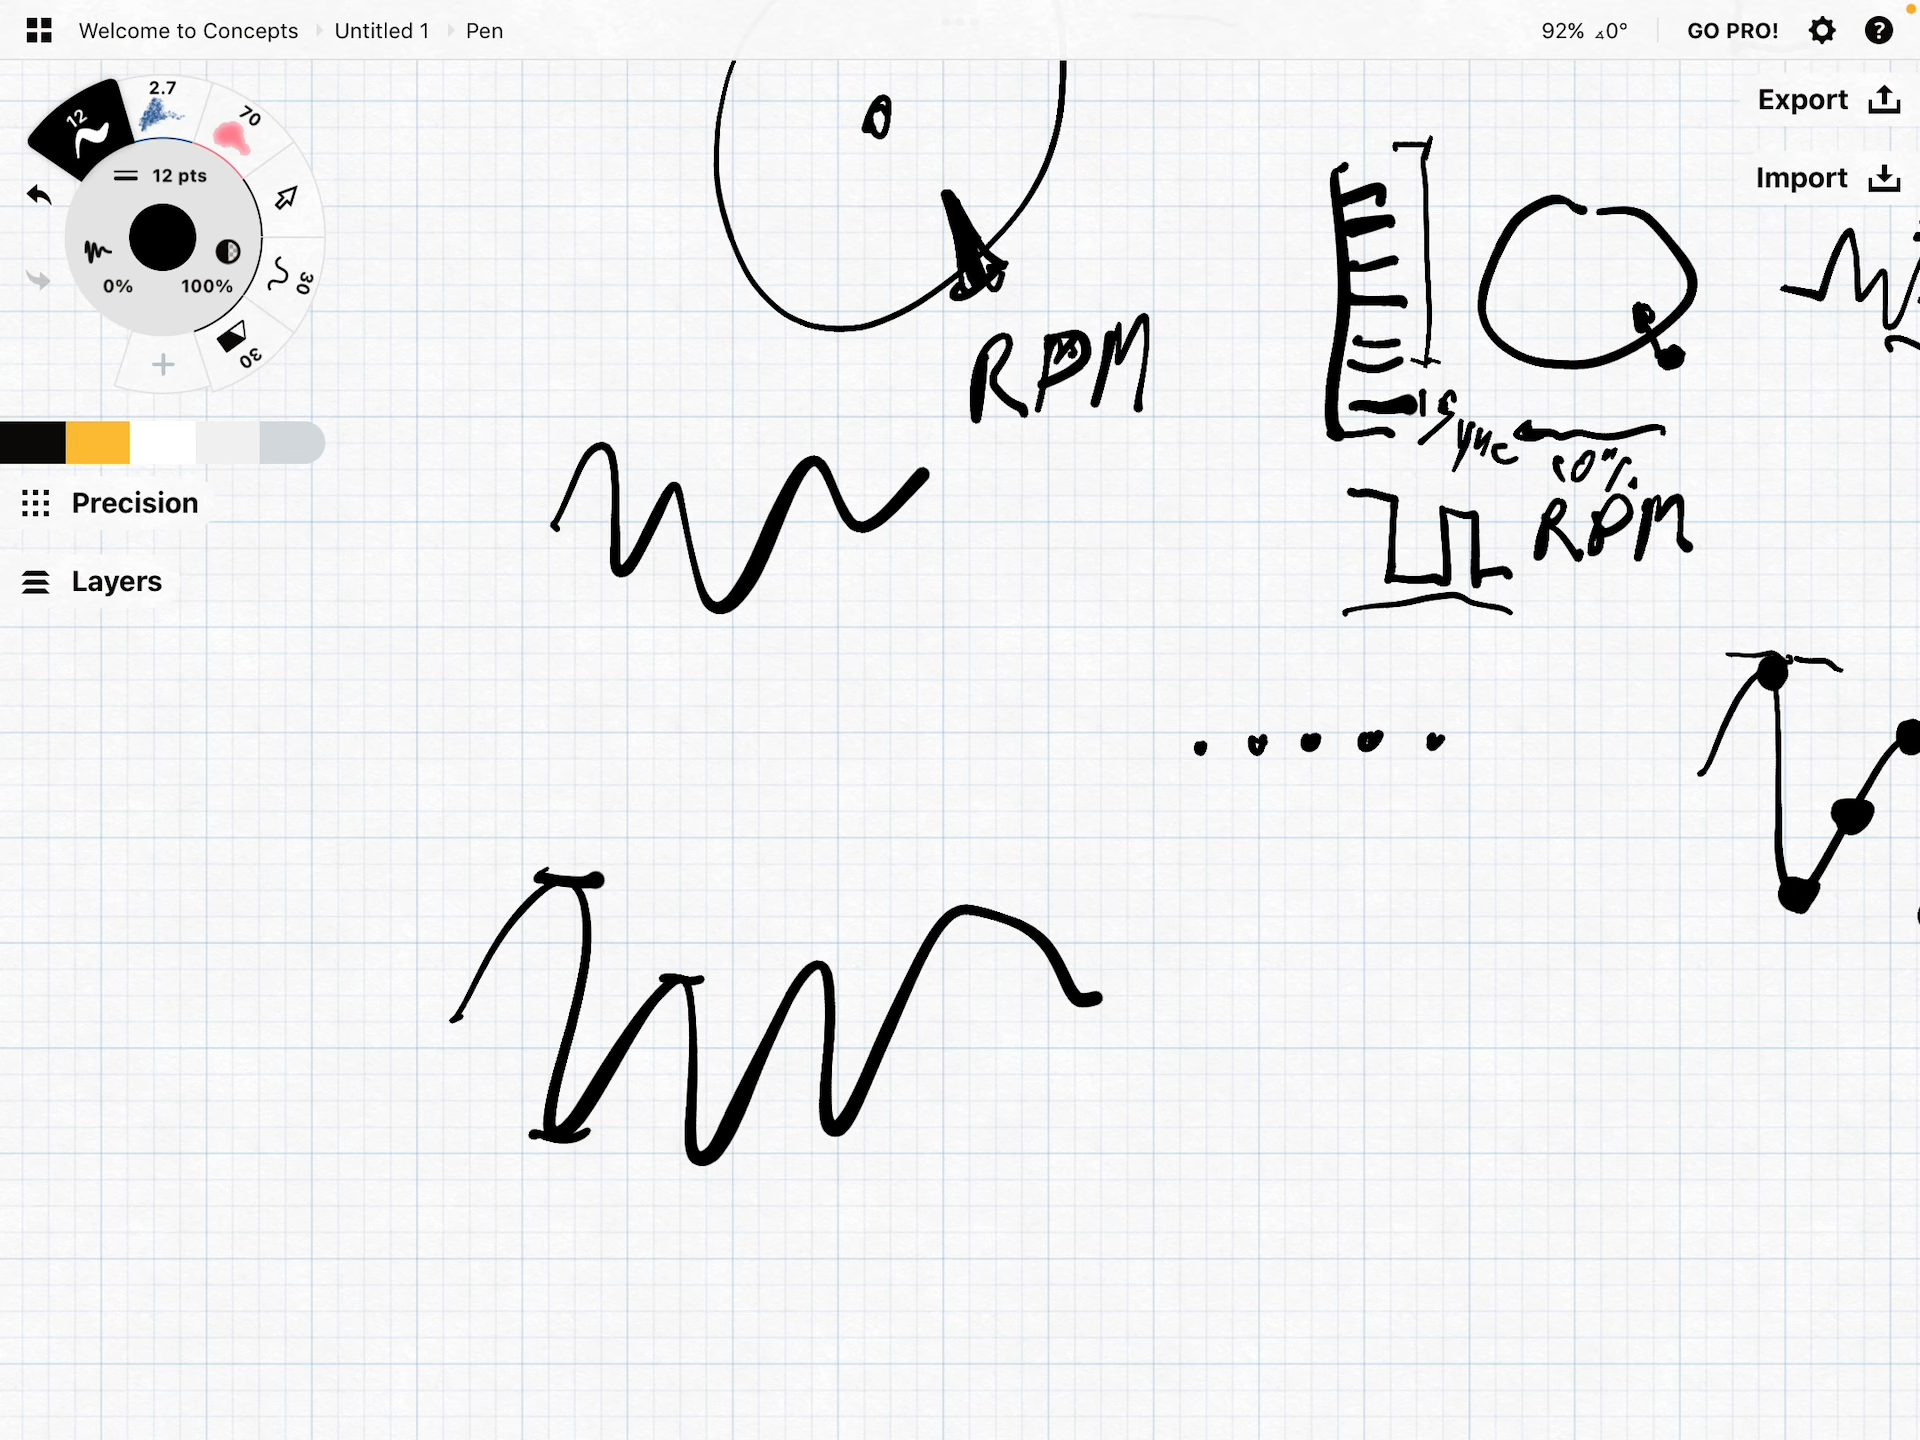 Welcome to Concepts Untitled 1 Pen
92% ⊿0° GO PRO!
Export
Import
2.7
12
70
12 pts
0% 100%
30
30
Precision
Layers
RPM
Sync
10%
RPM